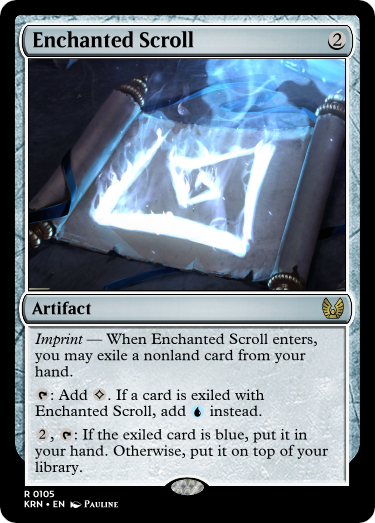 Enchanted Scroll 2
Artifact
Imprint — When Enchanted Scroll enters,
you may exile a nonland card from your
hand.
: Add . If a card is exiled with
Enchanted Scroll, add instead.
2 , : If the exiled card is blue, put it in
your hand. Otherwise, put it on top of your
library.
R 0105
KRN • EN Pauline